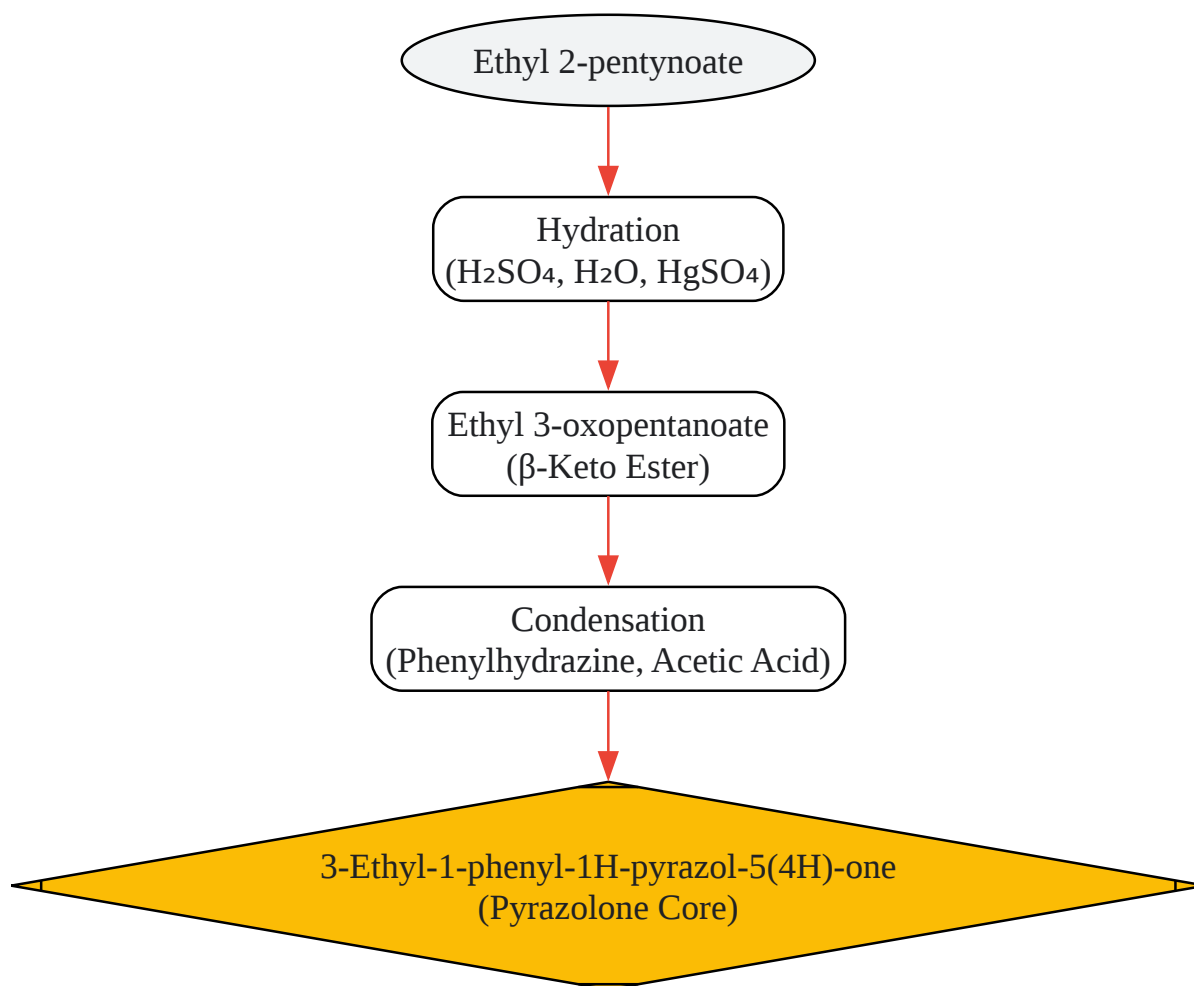 Ethyl 2-pentynoate
Hydration
(H₂SO₄, H₂O, HgSO₄)
Ethyl 3-oxopentanoate
(β-Keto Ester)
Condensation
(Phenylhydrazine, Acetic Acid)
3-Ethyl-1-phenyl-1H-pyrazol-5(4H)-one
(Pyrazolone Core)